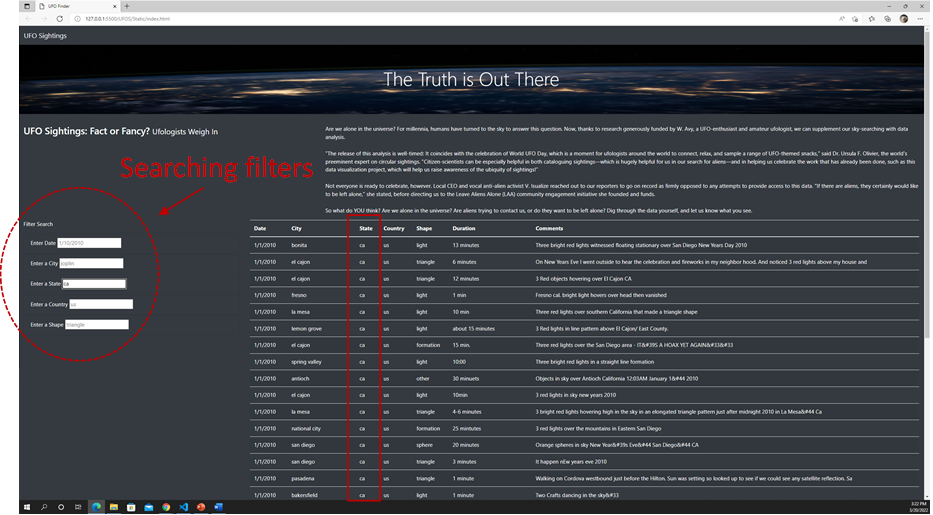 UFO Finder
127.0.0.1:5500/UFOS/Static/index.html
UFO Sightings
The Truth is Out There
UFO Sightings: Fact or Fancy? Ufologists Weigh In
Are we alone in the universe? For millennia, humans have turned to the sky to answer this question. Now, thanks to research generously funded by W. Avy, a UFO-enthusiast and amateur ufologist, we can supplement our sky-searching with data
analysis.
"The release of this analysis is well-timed: It coincides with the celebration of World UFO Day, which is a moment for ufologists around the world to connect, relax, and sample a range of UFO-themed snacks," said Dr. Ursula F. Olivier, the world's
preeminent expert on circular sightings. "Citizen-scientists can be especially helpful in both cataloguing sightings—which is hugely helpful for us in our search for aliens—and in helping us celebrate the work that has already been done, such as this
data visualization project, which will help us raise awareness of the ubiquity of sightings!"
Not everyone is ready to celebrate, however. Local CEO and vocal anti-alien activist V. Isualize reached out to our reporters to go on record as firmly opposed to any attempts to provide access to this data. "If there are aliens, they certainly would like
to be left alone," she stated, before directing us to the Leave Aliens Alone (LAA) community engagement initiative she founded and funds.
So what do YOU think? Are we alone in the universe? Are aliens trying to contact us, or do they want to be left alone? Dig through the data yourself, and let us know what you see.
Searching filters
Filter Search
Enter Date 1/10/2010
Enter a City joplin
Enter a State ca
Enter a Country us
Enter a Shape triangle
Date City State Country Shape Duration Comments
1/1/2010 bonita ca us light 13 minutes Three bright red lights witnessed floating stationary over San Diego New Years Day 2010
1/1/2010 el cajon ca us triangle 6 minutes On New Years Eve I went outside to hear the celebration and fireworks in my neighbor hood. And noticed 3 red lights above my house and
1/1/2010 el cajon ca us triangle 12 minutes 3 Red objects hovering over El Cajon CA
1/1/2010 fresno ca us light 1 min Fresno cal. bright light hovers over head then vanished
1/1/2010 la mesa ca us light 10 min Three red lights over southern California that made a triangle shape
1/1/2010 lemon grove ca us light about 15 minutes 3 Red lights in line pattern above El Cajon/ East County.
1/1/2010 el cajon ca us formation 15 min. Three red lights over the San Diego area - IT&#39S A HOAX YET AGAIN&#33&#33
1/1/2010 spring valley ca us light 10:00 Three bright red lights in a straight line formation
1/1/2010 antioch ca us other 30 minuets Objects in sky over Antioch California 12:03AM January 1&#44 2010
1/1/2010 el cajon ca us light 10min 3 red lights in sky new years 2010
1/1/2010 la mesa ca us triangle 4-6 minutes 3 bright red lights hovering high in the sky in an elongated triangle pattern just after midnight 2010 in La Mesa&#44 Ca
1/1/2010 national city ca us formation 25 mintutes 3 red lights over the mountains in Eastern San Diego
1/1/2010 san diego ca us sphere 20 minutes Orange spheres in sky New Year&#39s Eve&#44 San Diego&#44 CA
1/1/2010 san diego ca us triangle 3 minutes It happen nEw years eve 2010
1/1/2010 pasadena ca us triangle 1 minute Walking on Cordova westbound just before the Hilton. Sun was setting so looked up to see if we could see any satellite reflection. Sa
1/1/2010 bakersfield ca us light 1 minute Two Crafts dancing in the sky&#33
3:22 PM
3/20/2022